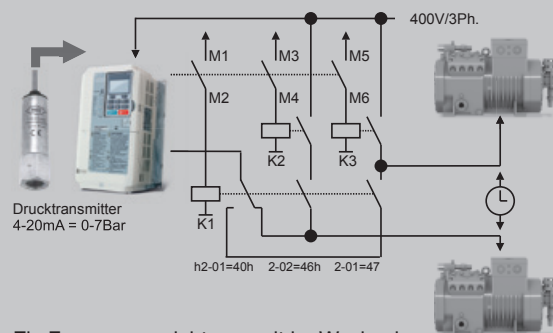 400V/3Ph.
M1 M3 M5
M2 M4 M6
K2 K3
Drucktransmitter
4-20mA = 0-7Bar
K1
h2-01=40h 2-02=46h 2-01=47